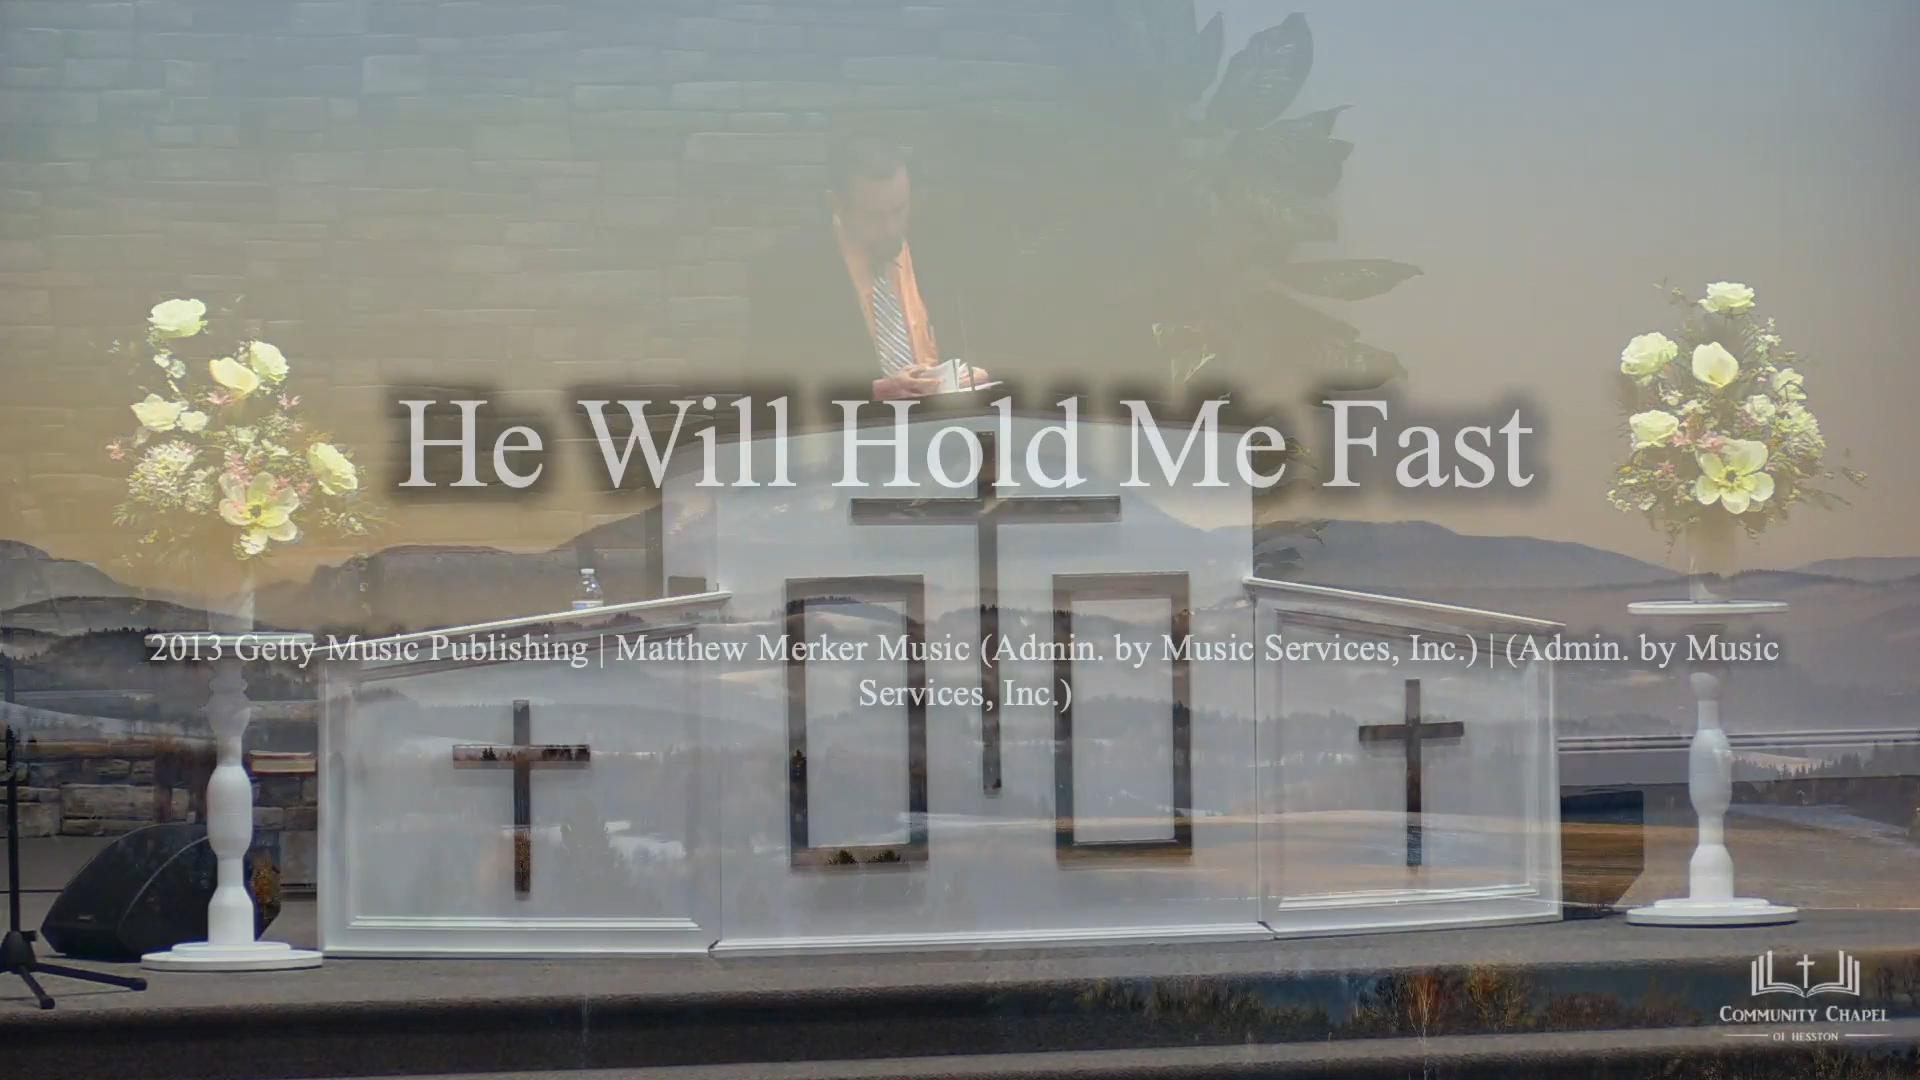 He Will Hold Me Fast
2013 Getty Music Publishing | Matthew Merker Music (Admin. by Music Services, Inc.) | (Admin. by Music
Services, Inc.)
COMMUNITY CHAPEL
OF HESSTON